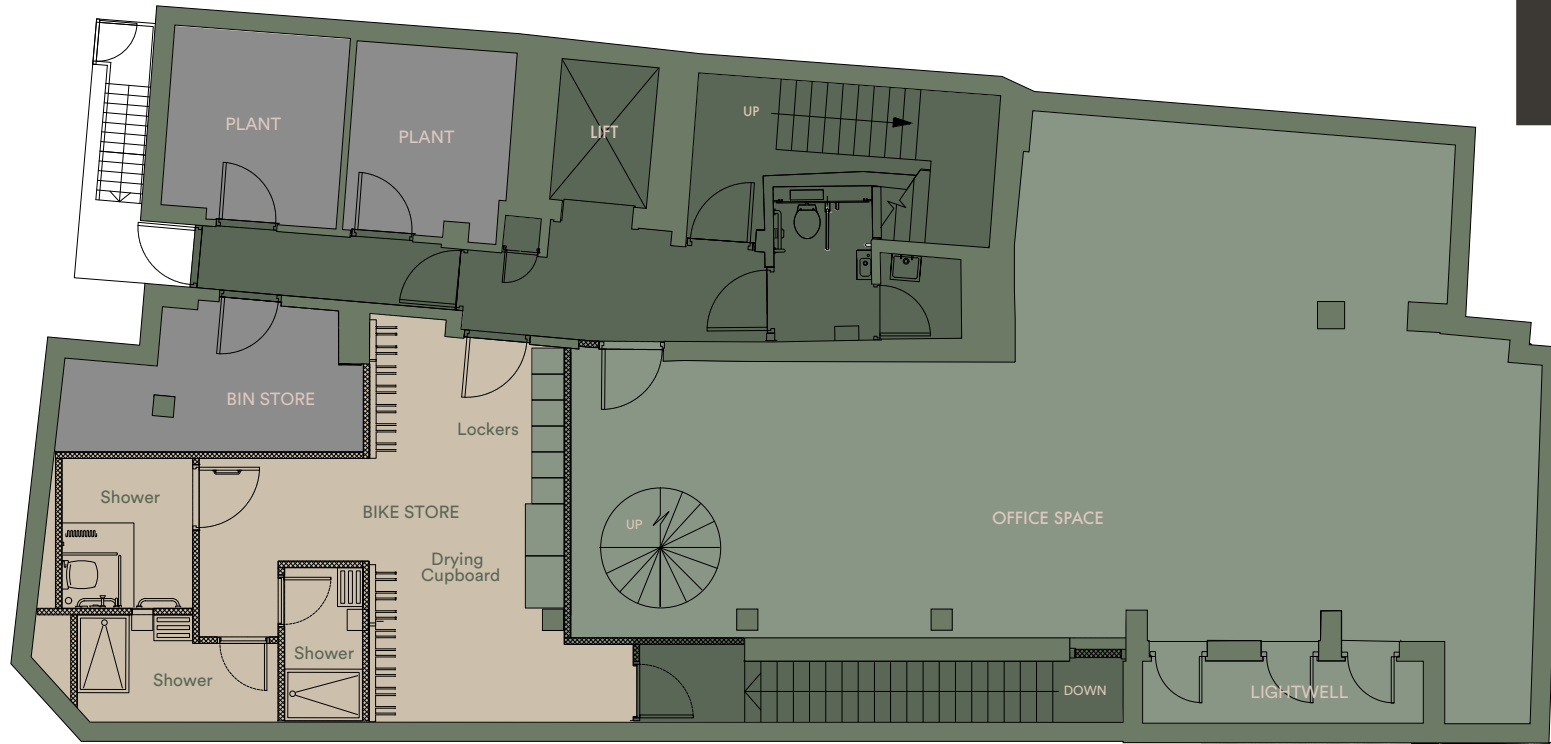 UP
PLANT
PLANT
LIFT
BIN STORE
Lockers
Shower
BIKE STORE
UP
OFFICE SPACE
Drying
Cupboard
Shower
Shower
DOWN
LIGHTWELL